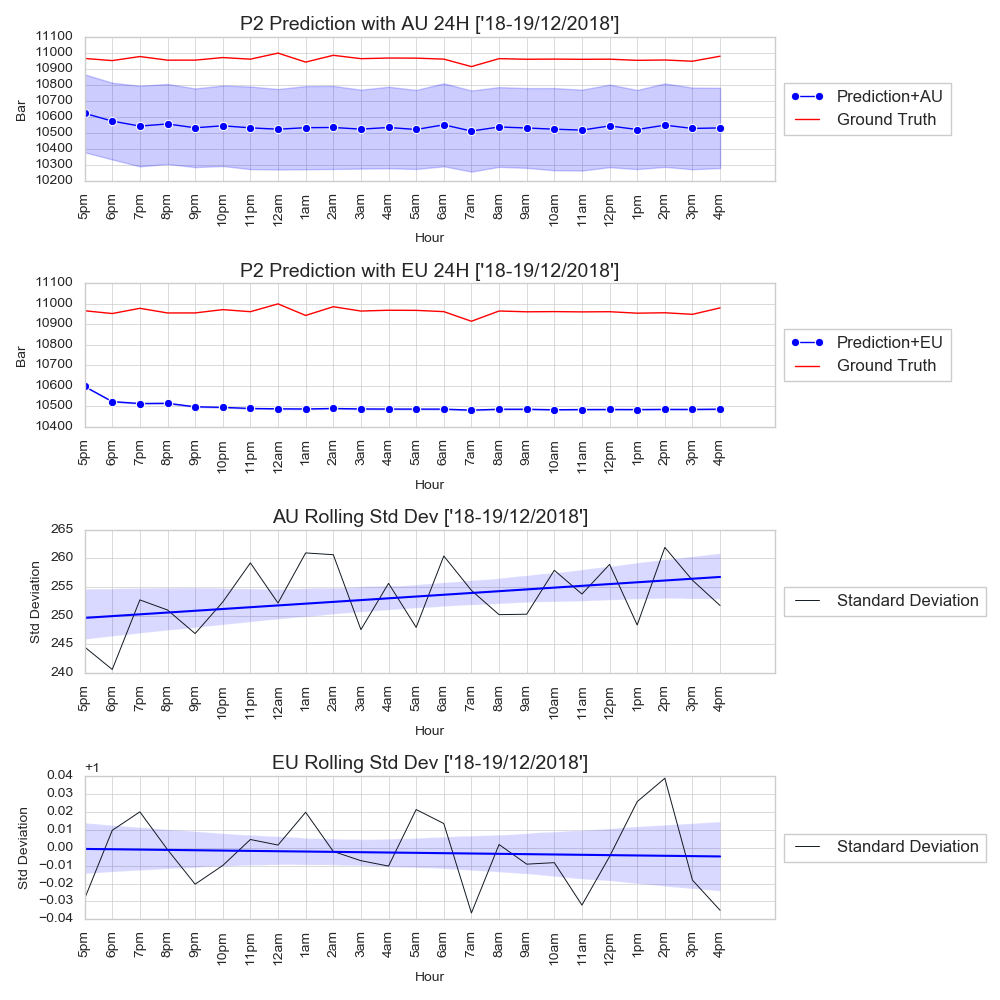 P2 Prediction with AU 24H ['18-19/12/2018']
11100
11000
10900
10800
10700
10600
10500
10400
10300
10200
Bar
5pm 6pm 7pm 8pm 9pm 10pm 11pm 12am 1am 2am 3am 4am 5am 6am 7am 8am 9am 10am 11am 12pm 1pm 2pm 3pm 4pm
Hour
Prediction+AU
Ground Truth
P2 Prediction with EU 24H ['18-19/12/2018']
11100
11000
10900
10800
10700
10600
10500
10400
Bar
5pm 6pm 7pm 8pm 9pm 10pm 11pm 12am 1am 2am 3am 4am 5am 6am 7am 8am 9am 10am 11am 12pm 1pm 2pm 3pm 4pm
Hour
Prediction+EU
Ground Truth
AU Rolling Std Dev ['18-19/12/2018']
265
260
255
250
245
240
Std Deviation
5pm 6pm 7pm 8pm 9pm 10pm 11pm 12am 1am 2am 3am 4am 5am 6am 7am 8am 9am 10am 11am 12pm 1pm 2pm 3pm 4pm
Hour
Standard Deviation
EU Rolling Std Dev ['18-19/12/2018']
+1
0.04
0.03
0.02
0.01
0.00
−0.01
−0.02
−0.03
−0.04
Std Deviation
5pm 6pm 7pm 8pm 9pm 10pm 11pm 12am 1am 2am 3am 4am 5am 6am 7am 8am 9am 10am 11am 12pm 1pm 2pm 3pm 4pm
Hour
Standard Deviation